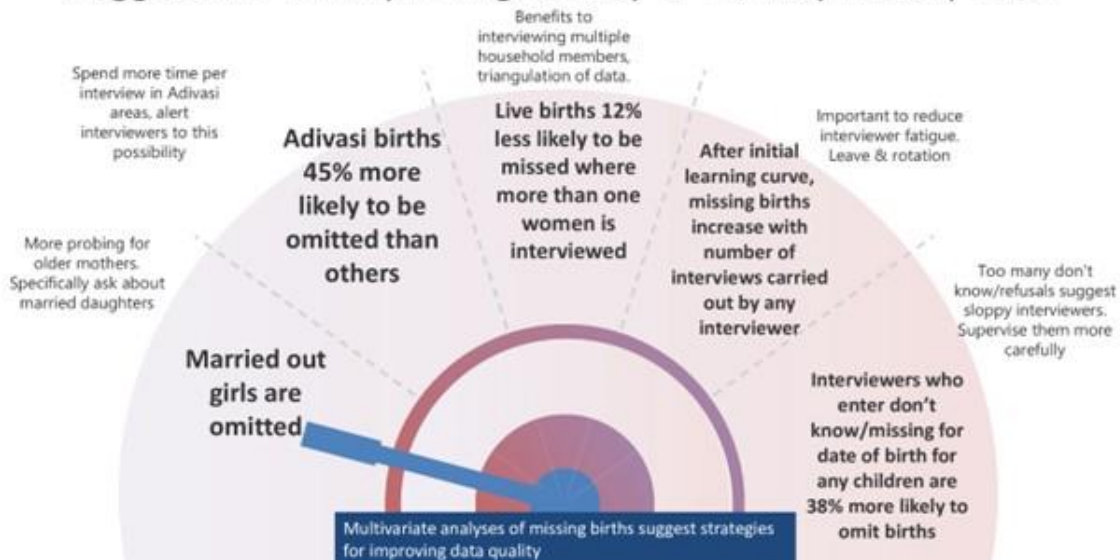 Benefits to
interviewing multiple
household members,
triangulation of data.
Spend more time per
interview in Adivasi
areas, alert
interviewers to this
possibility
Important to reduce
interviewer fatigue.
Leave & rotation
More probing for
older mothers.
Specifically ask about
married daughters
Too many don't
know/refusals suggest
sloppy interviewers.
Supervise them more
carefully
Married out
girls are
omitted
Adivasi births
45% more
likely to be
omitted than
others
Live births 12%
less likely to be
missed where
more than one
women is
interviewed
After initial
learning curve,
missing births
increase with
number of
interviews carried
out by any
interviewer
Interviewers who
enter don't
know/missing for
date of birth for
any children are
38% more likely to
omit births
Multivariate analyses of missing births suggest strategies
for improving data quality